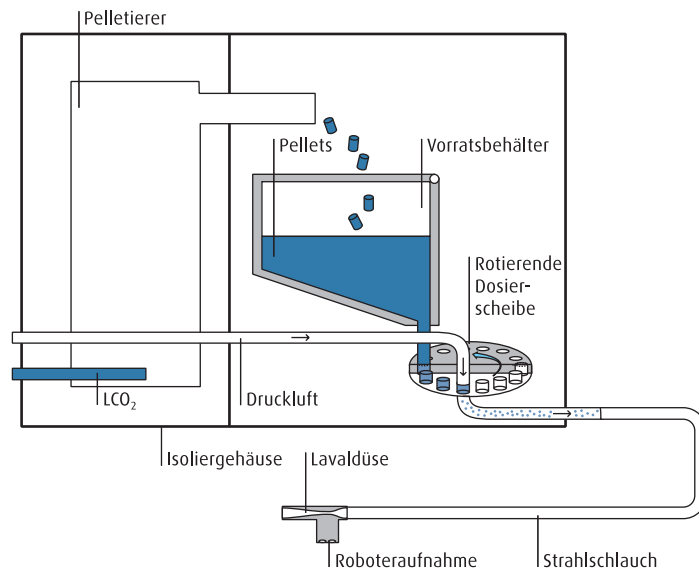 Pelletierer
Pellets
Vorratsbehälter
Rotierende
Dosier-
scheibe
LCO₂
Druckluft
Isoliergehäuse
Lavaldüse
Roboteraufnahme
Strahlschlauch